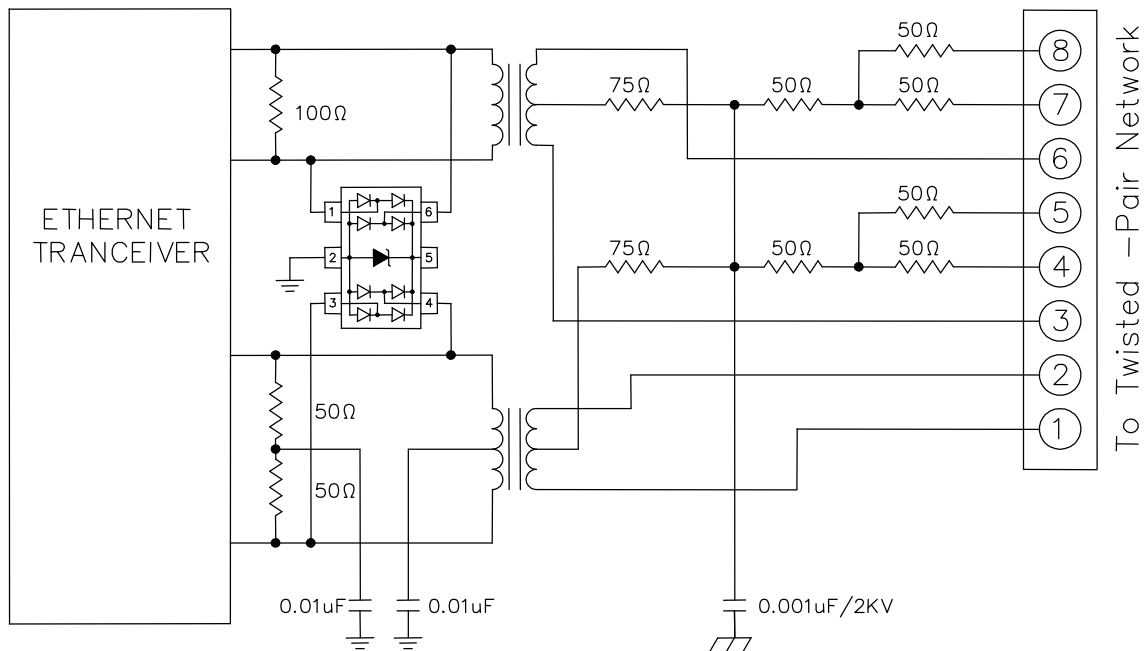 50Ω
8
75Ω
50Ω
50Ω
7
100Ω
6
ETHERNET
TRANCEIVER
1
6
50Ω
5
2
5
75Ω
50Ω
50Ω
4
3
4
3
2
50Ω
1
50Ω
0.01uF
0.01uF
0.001uF/2KV
To Twisted -Pair Network